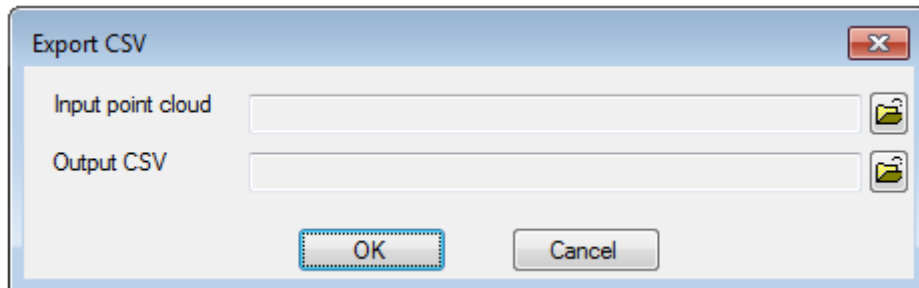 Export CSV
Input point cloud
Output CSV
OK Cancel